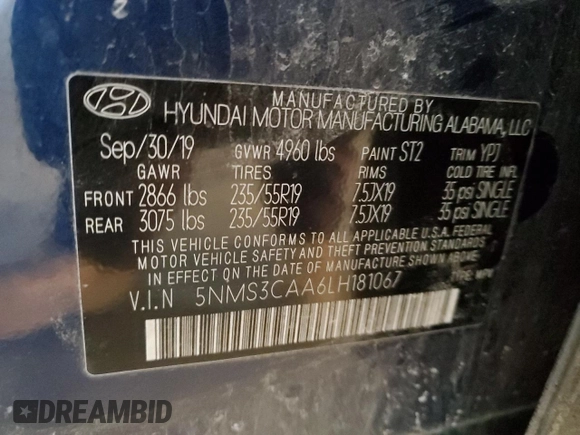 2
MANUFACTURED BY
HYUNDAI MOTOR MANUFACTURING ALABAMA, LLC
Sep/30/19 GVWR 4960 lbs PAINT ST2 TRIM YPJ
GAWR TIRES RIMS COLD TIRE INFL.
FRONT 2866 lbs 235/55R19 7.5JX19 35 psi SINGLE
REAR 3075 lbs 235/55R19 7.5JX19 35 psi SINGLE
THIS VEHICLE CONFORMS TO ALL APPLICABLE U.S.A. FEDERAL
MOTOR VEHICLE SAFETY AND THEFT PREVENTION STANDARDS
IN EFFECT ON THE DATE OF MANUFACTURE SHOWN ABOVE
V.I.N 5NMS3CAA6LH181067 TYPE: MPV
DREAMBID